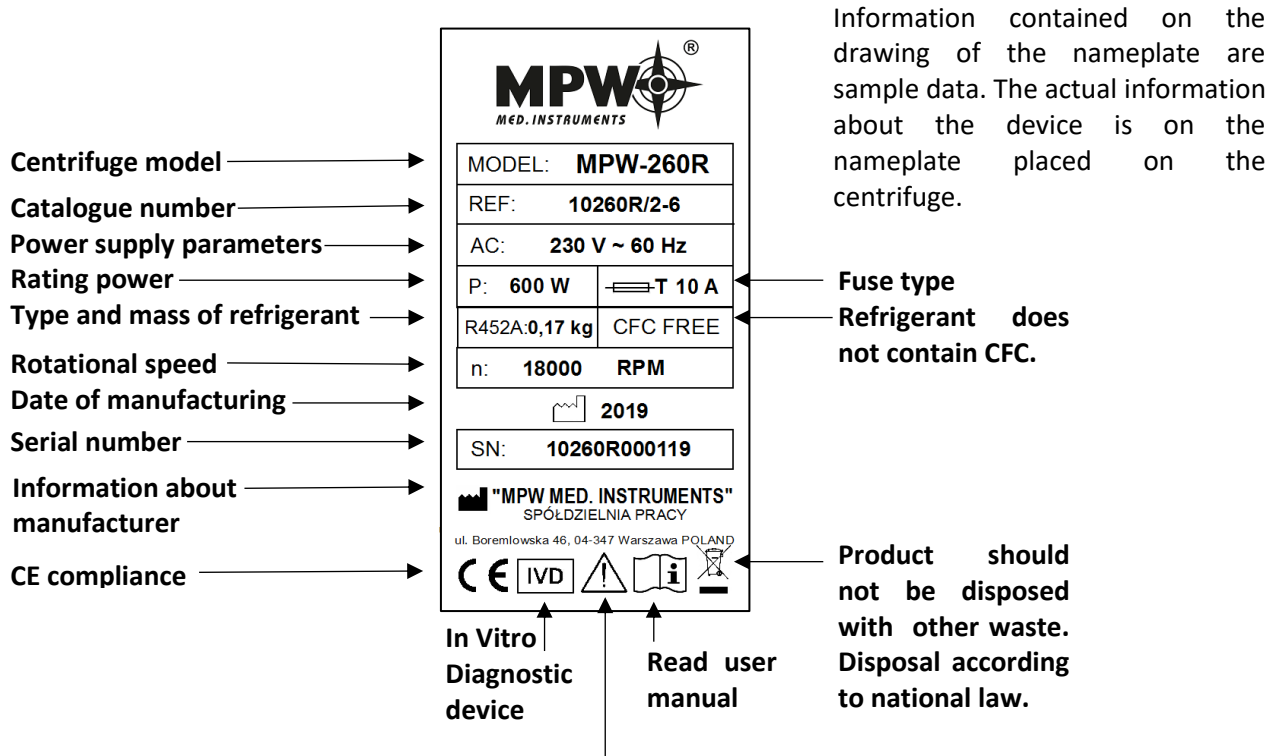 Information contained on the
drawing of the nameplate are
sample data. The actual information
about the device is on the
nameplate placed on the
centrifuge.
®
MPW
MED. INSTRUMENTS
Centrifuge model
MODEL: MPW-260R
Catalogue number
REF: 10260R/2-6
Power supply parameters
AC: 230 V ~ 60 Hz
Rating power
P: 600 W
T 10 A
Fuse type
Type and mass of refrigerant
R452A:0,17 kg
CFC FREE
Refrigerant does
not contain CFC.
Rotational speed
n: 18000 RPM
Date of manufacturing
2019
Serial number
SN: 10260R000119
Information about
manufacturer
"MPW MED. INSTRUMENTS"
SPÓŁDZIELNIA PRACY
ul. Boremlowska 46, 04-347 Warszawa POLAND
CE compliance
CE IVD
Product should
not be disposed
with other waste.
Disposal according
to national law.
In Vitro
Diagnostic
device
Read user
manual